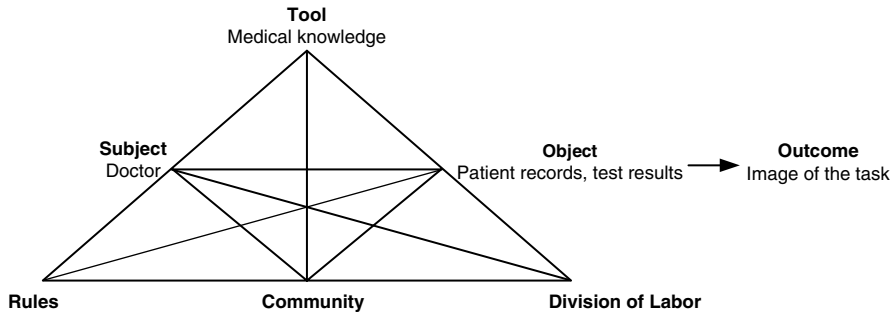 Tool
Medical knowledge
Subject
Doctor
Object
Patient records, test results
Outcome
Image of the task
Rules
Community
Division of Labor